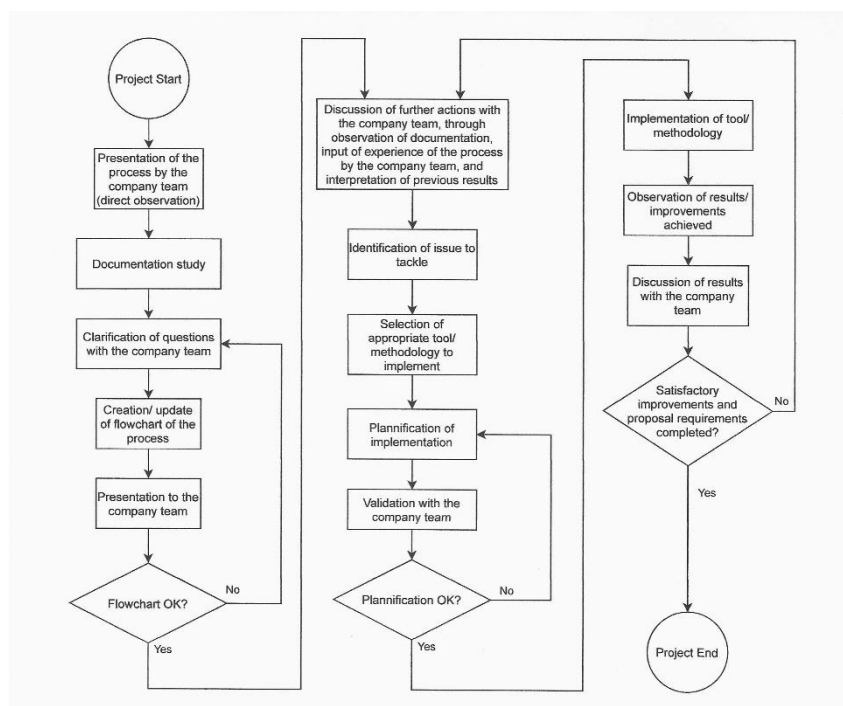 Project Start
Presentation of the
process by the
company team
(direct observation)
Documentation study
Clarification of questions
with the company team
Creation/ update
of flowchart of the
process
Presentation to the
company team
Flowchart OK?
No
Yes
Discussion of further actions with
the company team, through
observation of documentation,
input of experience of the process
by the company team, and
interpretation of previous results
Identification of issue to
tackle
Selection of
appropriate tool/
methodology to
implement
Plannification of
implementation
Validation with the
company team
Plannification OK?
No
Yes
Implementation of tool/
methodology
Observation of results/
improvements
achieved
Discussion of results
with the company
team
Satisfactory
improvements and
proposal requirements
completed?
No
Yes
Project End